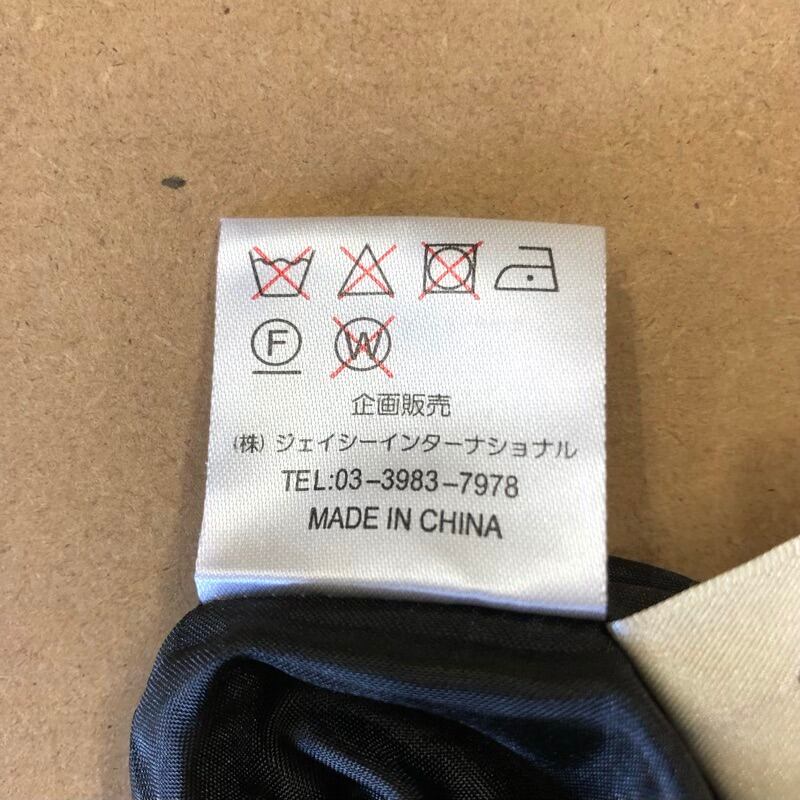 F W
企画販売
(株) ジェイシーインターナショナル
TEL:03-3983-7978
MADE IN CHINA